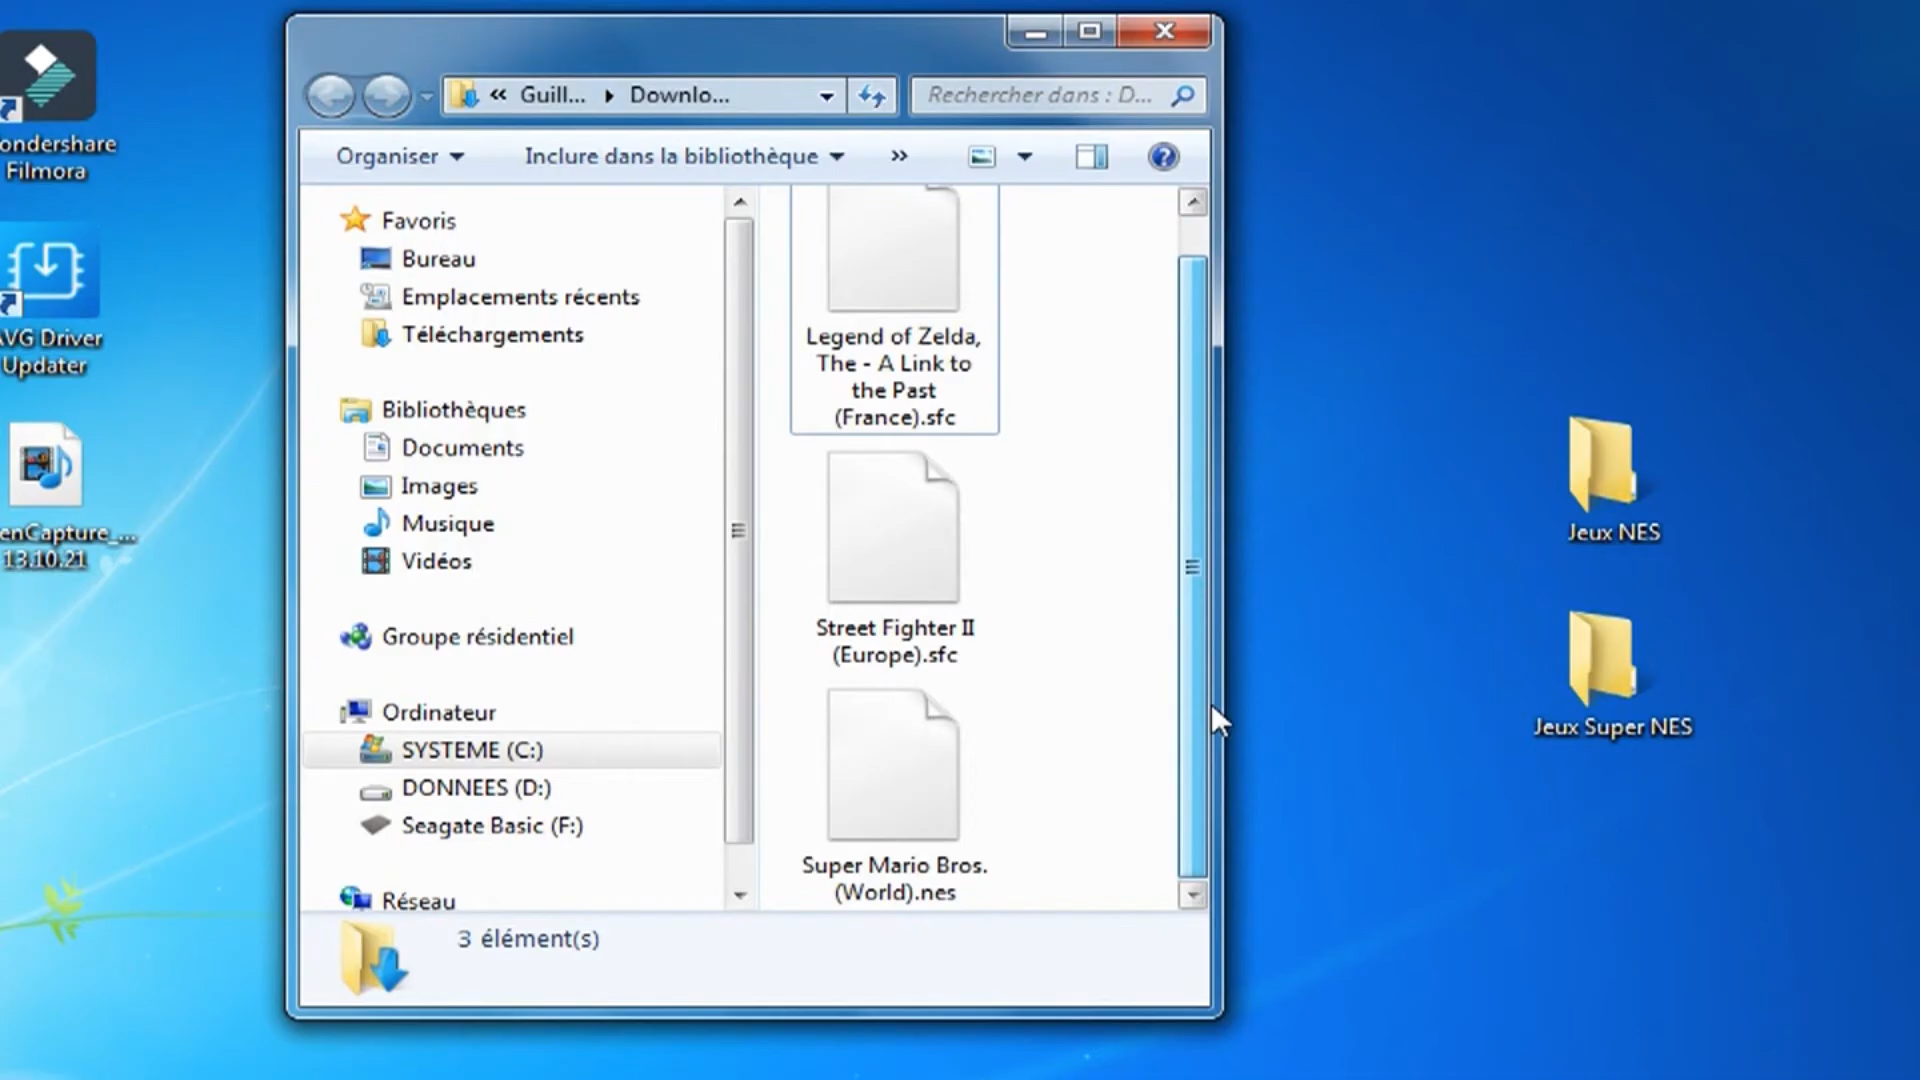 ondershare
Filmora
AVG Driver
Updater
enCapture_...
13.10.21
« Guill... Downlo...
Rechercher dans : D...
Organiser
Inclure dans la bibliothèque
»
Favoris
Bureau
Emplacements récents
Téléchargements
Bibliothèques
Documents
Images
Musique
Vidéos
Groupe résidentiel
Ordinateur
SYSTEME (C:)
DONNEES (D:)
Seagate Basic (F:)
Réseau
Legend of Zelda,
The - A Link to
the Past
(France).sfc
Street Fighter II
(Europe).sfc
Super Mario Bros.
(World).nes
3 élément(s)
Jeux NES
Jeux Super NES